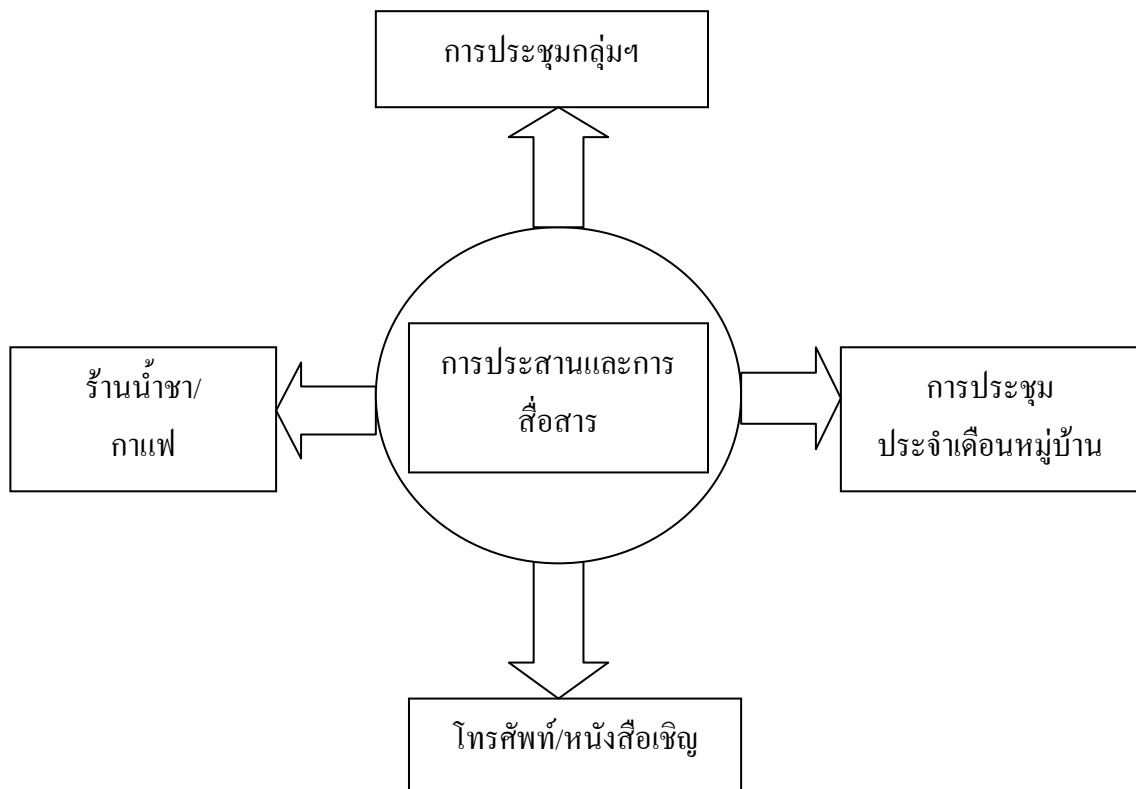 การประชุมกลุ่มฯ
ร้านน้ำชา/
กาแฟ
การประสานและการ
สื่อสาร
การประชุม
ประจำเดือนหมู่บ้าน
โทรศัพท์/หนังสือเชิญ